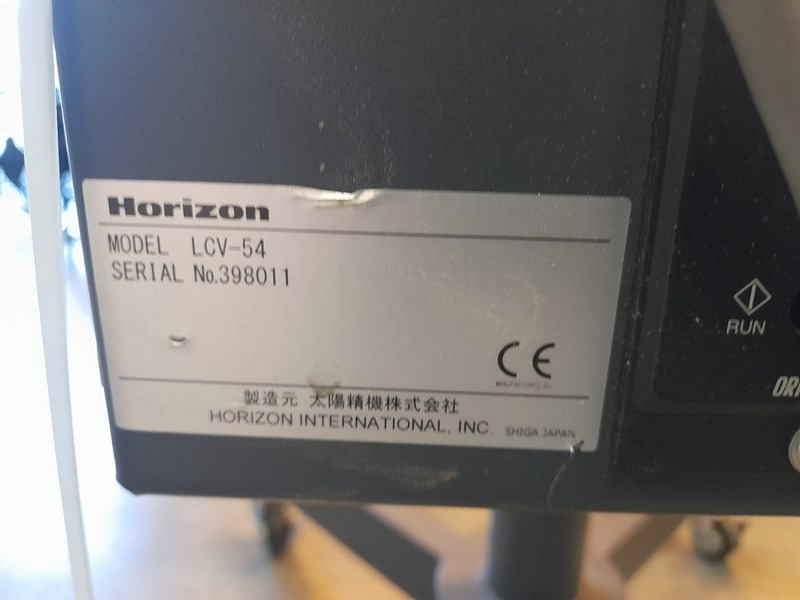 Horizon
MODEL LCV-54
SERIAL No.398011
CE
製造元 太陽精機株式会社
HORIZON INTERNATIONAL, INC. SHIGA JAPAN
RUN